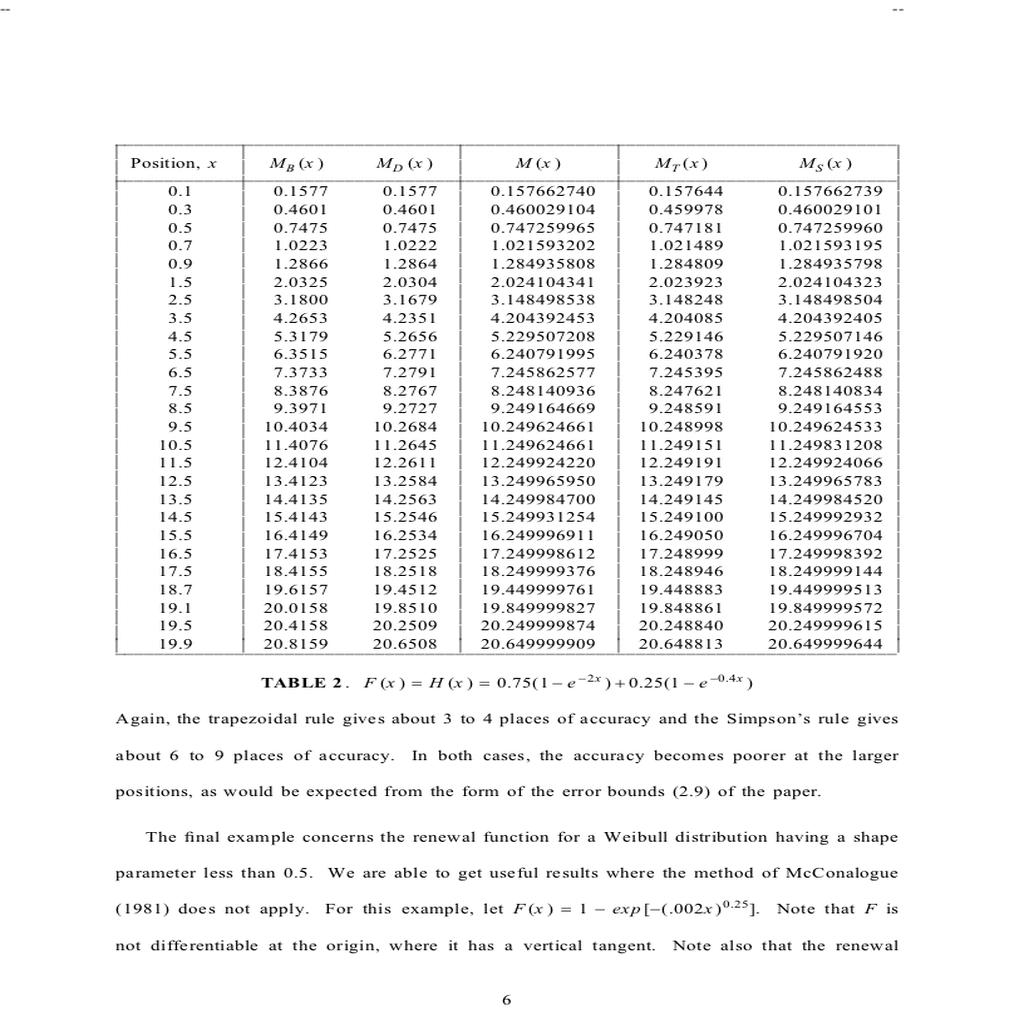 -- --
Position, x M_B (x) M_D (x) M (x) M_T (x) M_S (x)
0.1 0.1577 0.1577 0.157662740 0.157644 0.157662739
0.3 0.4601 0.4601 0.460029104 0.459978 0.460029101
0.5 0.7475 0.7475 0.747259965 0.747181 0.747259960
0.7 1.0223 1.0222 1.021593202 1.021489 1.021593195
0.9 1.2866 1.2864 1.284935808 1.284809 1.284935798
1.5 2.0325 2.0304 2.024104341 2.023923 2.024104323
2.5 3.1800 3.1679 3.148498538 3.148248 3.148498504
3.5 4.2653 4.2351 4.204392453 4.204085 4.204392405
4.5 5.3179 5.2656 5.229507208 5.229146 5.229507146
5.5 6.3515 6.2771 6.240791995 6.240378 6.240791920
6.5 7.3733 7.2791 7.245862577 7.245395 7.245862488
7.5 8.3876 8.2767 8.248140936 8.247621 8.248140834
8.5 9.3971 9.2727 9.249164669 9.248591 9.249164553
9.5 10.4034 10.2684 10.249624661 10.248998 10.249624533
10.5 11.4076 11.2645 11.249624661 11.249151 11.249831208
11.5 12.4104 12.2611 12.249924220 12.249191 12.249924066
12.5 13.4123 13.2584 13.249965950 13.249179 13.249965783
13.5 14.4135 14.2563 14.249984700 14.249145 14.249984520
14.5 15.4143 15.2546 15.249931254 15.249100 15.249992932
15.5 16.4149 16.2534 16.249996911 16.249050 16.249996704
16.5 17.4153 17.2525 17.249998612 17.248999 17.249998392
17.5 18.4155 18.2518 18.249999376 18.248946 18.249999144
18.7 19.6157 19.4512 19.449999761 19.448883 19.449999513
19.1 20.0158 19.8510 19.849999827 19.848861 19.849999572
19.5 20.4158 20.2509 20.249999874 20.248840 20.249999615
19.9 20.8159 20.6508 20.649999909 20.648813 20.649999644
TABLE 2. F (x) = H (x) = 0.75(1 − e^{−2x}) + 0.25(1 − e^{−0.4x})
Again, the trapezoidal rule gives about 3 to 4 places of accuracy and the Simpson's rule gives
about 6 to 9 places of accuracy. In both cases, the accuracy becomes poorer at the larger
positions, as would be expected from the form of the error bounds (2.9) of the paper.
The final example concerns the renewal function for a Weibull distribution having a shape
parameter less than 0.5. We are able to get useful results where the method of McConalogue
(1981) does not apply. For this example, let F(x) = 1 − exp[−(.002x)^{0.25}]. Note that F is
not differentiable at the origin, where it has a vertical tangent. Note also that the renewal
6